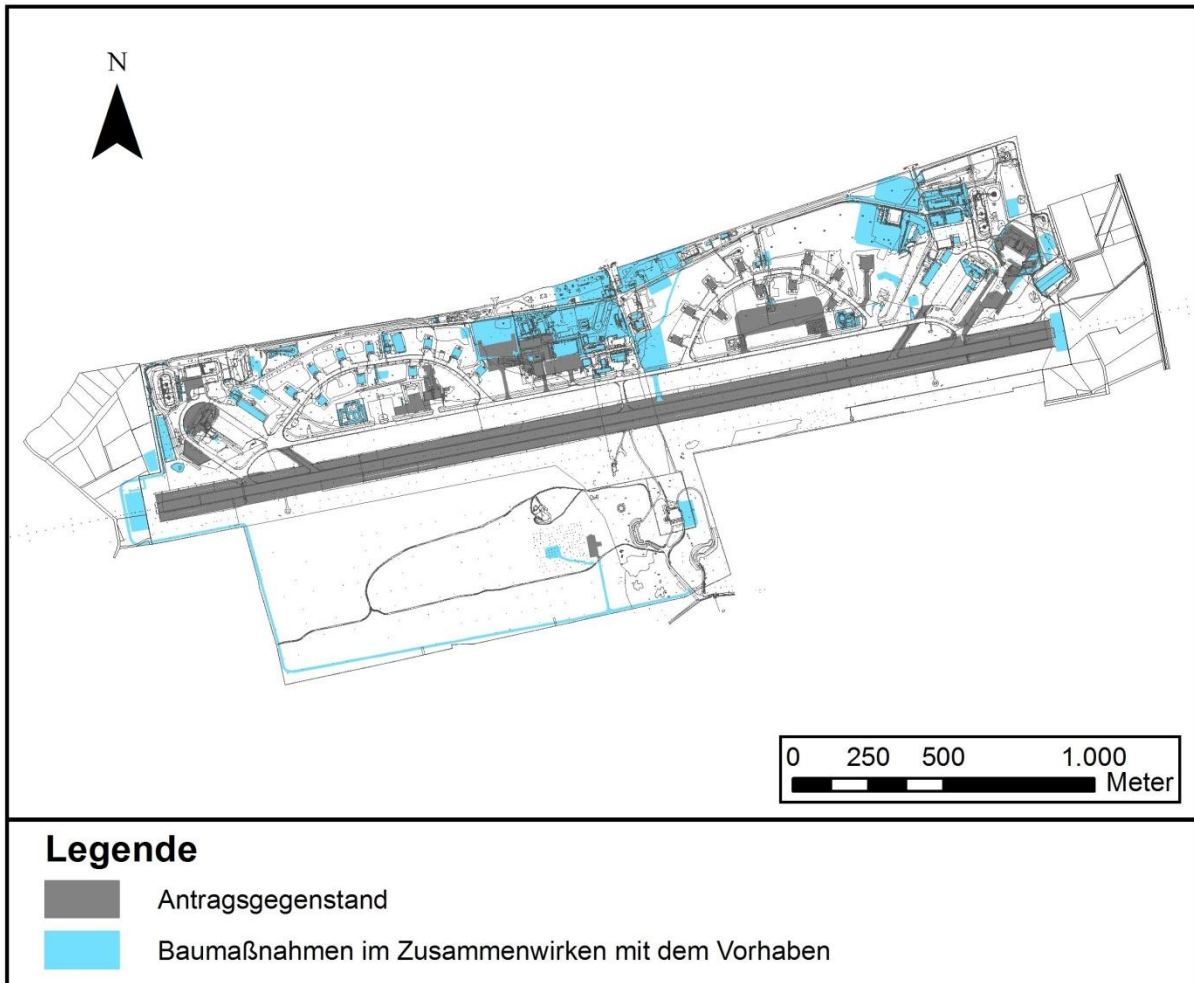 N
0 250 500 1.000
Meter
Legende
Antragsgegenstand
Baumaßnahmen im Zusammenwirken mit dem Vorhaben